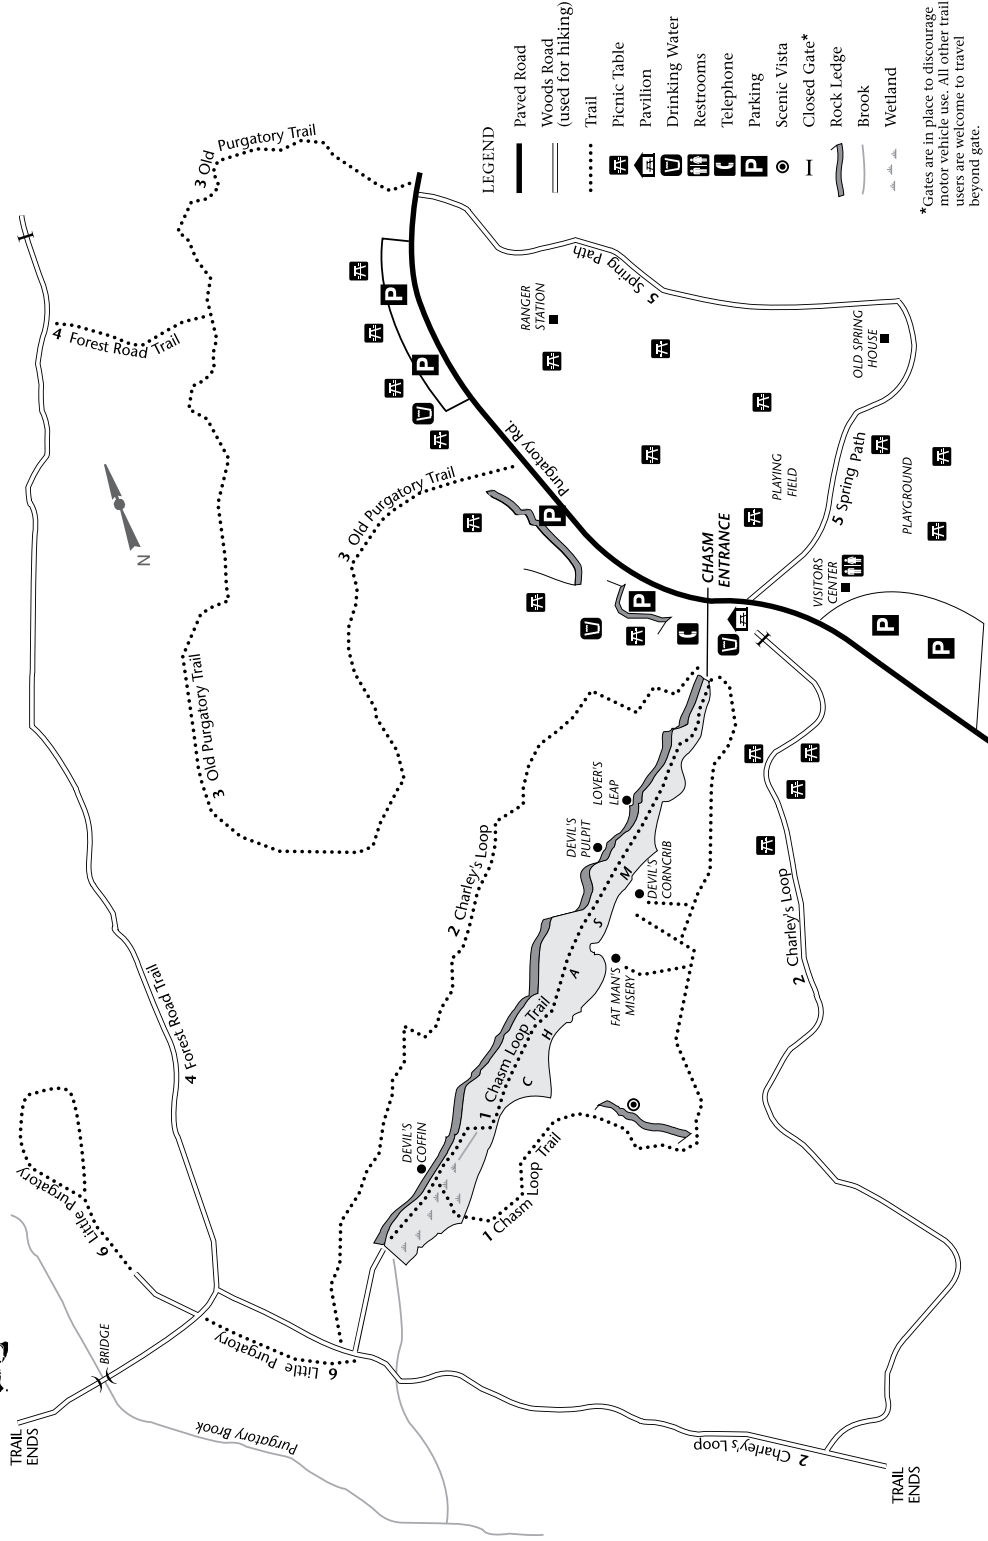 LEGEND
Paved Road
Woods Road
(used for hiking)
Trail
Picnic Table
Pavilion
Drinking Water
Restrooms
Telephone
P
Parking
Scenic Vista
Closed Gate*
Rock Ledge
Brook
Wetland
*Gates are in place to discourage
motor vehicle use. All other trail
users are welcome to travel
beyond gate.
3 Old
Purgatory Trail
4 Forest Road Trail
N
3 Old Purgatory Trail
3 Old Purgatory Trail
P
P
P
P
P
P
Purgatory Rd.
RANGER
STATION
5 Spring Path
OLD SPRING
HOUSE
5 Spring Path
PLAYING
FIELD
PLAYGROUND
VISITORS
CENTER
CHASM
ENTRANCE
LOVER'S
LEAP
DEVIL'S
PULPIT
DEVIL'S
CORNCRIB
FAT MAN'S
MISERY
DEVIL'S
COFFIN
CHASM
1 Chasm Loop Trail
1 Chasm Loop Trail
2 Charley's Loop
2 Charley's Loop
2 Charley's Loop
4 Forest Road Trail
6 Little Purgatory
6 Little Purgatory
BRIDGE
Purgatory Brook
TRAIL
ENDS
TRAIL
ENDS